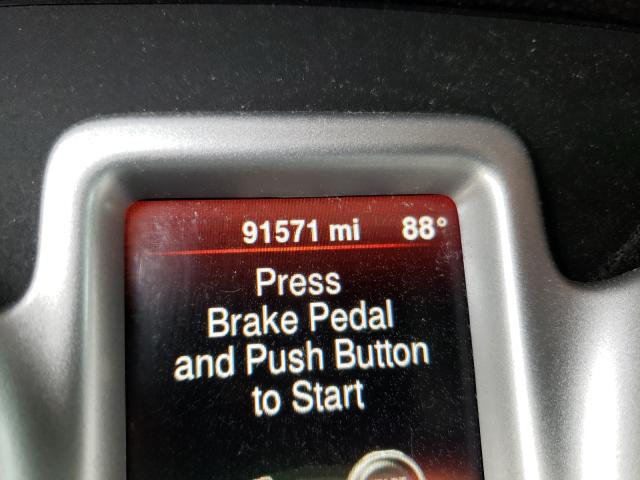 91571 mi 88°
Press
Brake Pedal
and Push Button
to Start